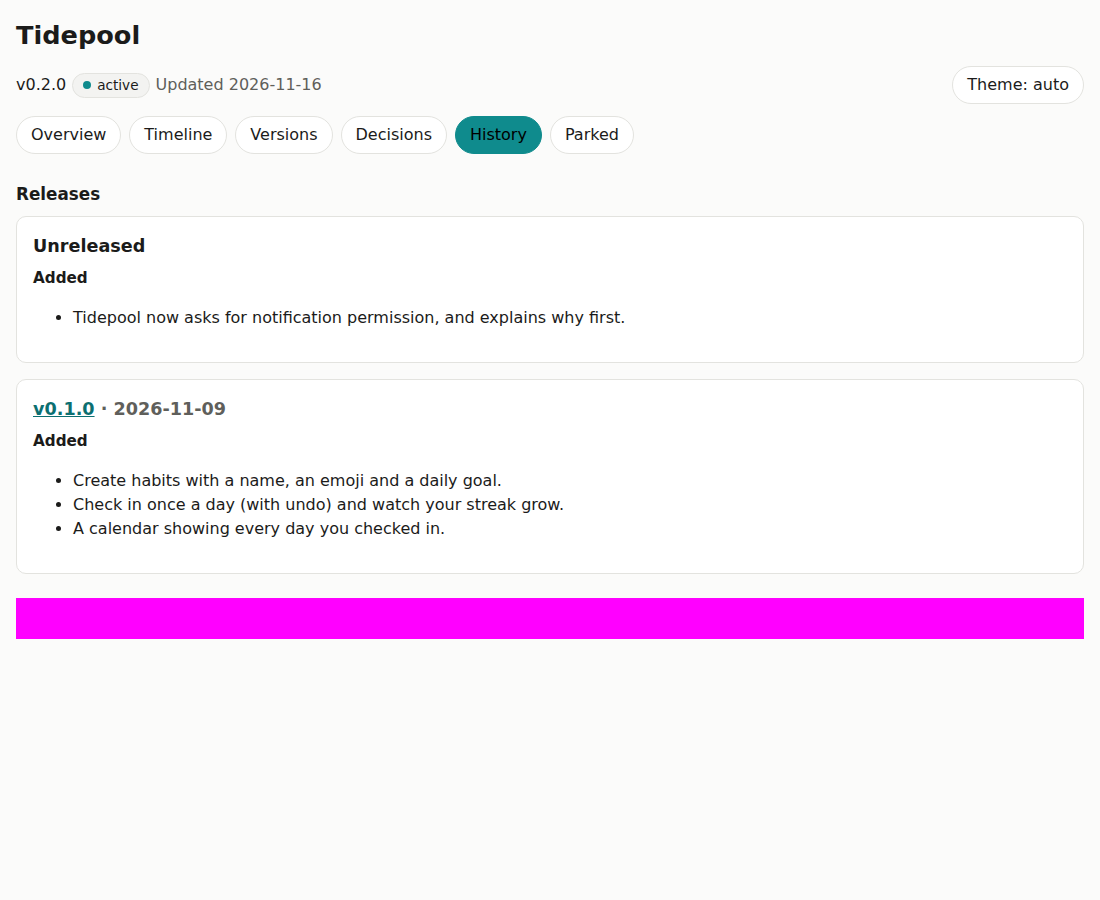 Tidepool
v0.2.0 active Updated 2026-11-16
Theme: auto
Overview Timeline Versions Decisions History Parked
Releases
Unreleased
Added
• Tidepool now asks for notification permission, and explains why first.
v0.1.0 · 2026-11-09
Added
• Create habits with a name, an emoji and a daily goal.
• Check in once a day (with undo) and watch your streak grow.
• A calendar showing every day you checked in.